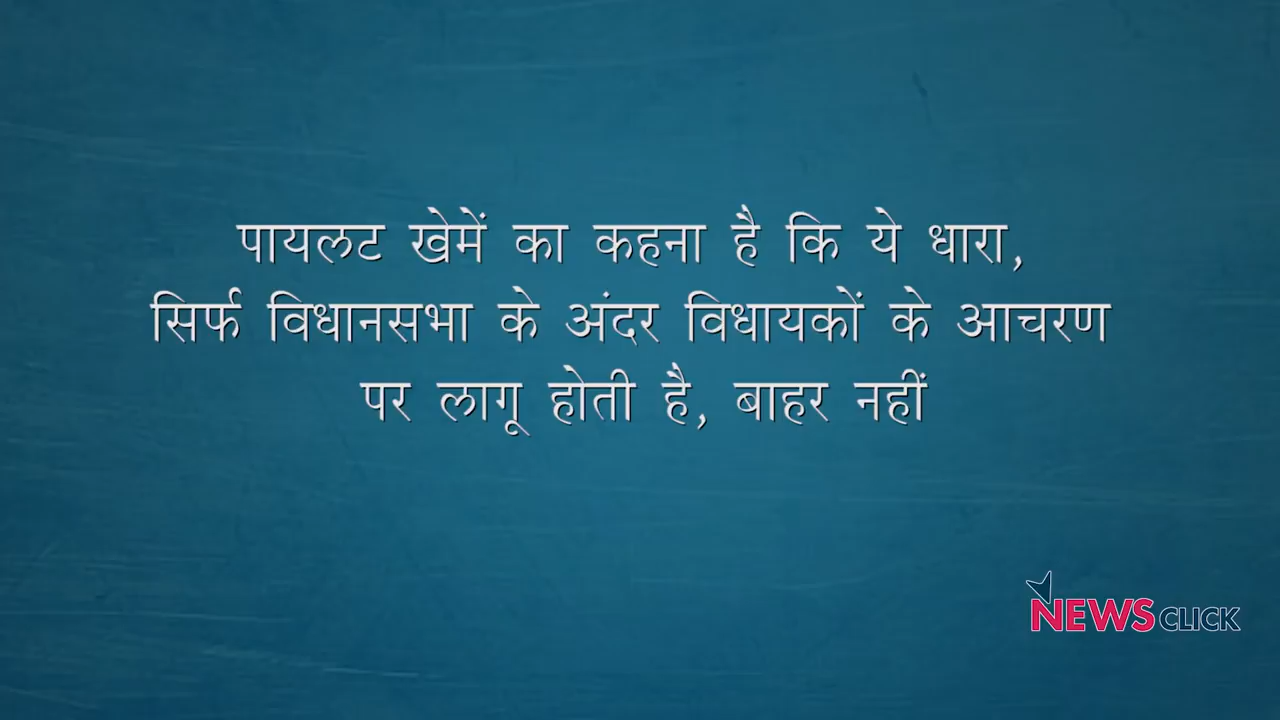 पायलट खेमें का कहना है कि ये धारा,
सिर्फ विधानसभा के अंदर विधायकों के आचरण
पर लागू होती है, बाहर नहीं
NEWSCLICK